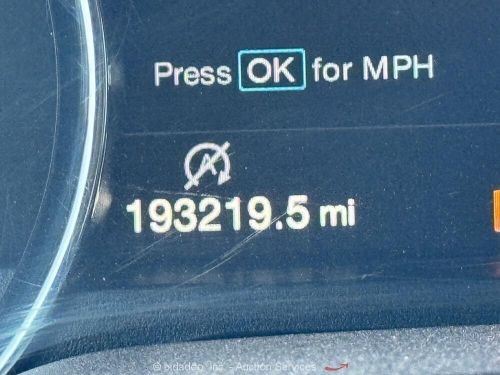 Press OK for MPH
A
193219.5 mi
© Bidadoo, Inc. - Auction Services